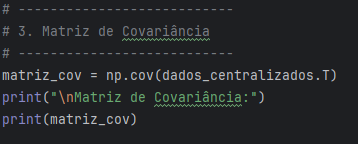 # ---------------------------
# 3. Matriz de Covariância
# ---------------------------
matriz_cov = np.cov(dados_centralizados.T)
print("\nMatriz de Covariância:")
print(matriz_cov)